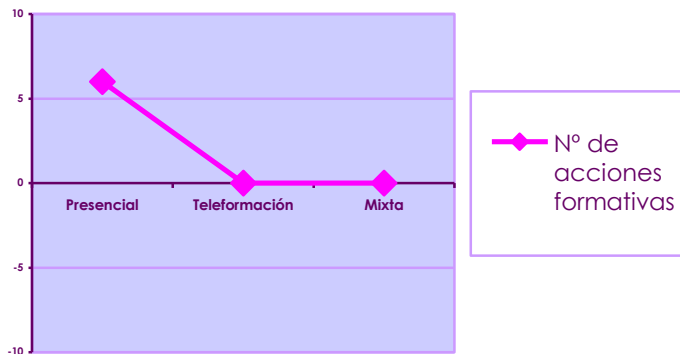 10
5
0
Presencial Teleformación Mixta
-5
-10
Nº de
acciones
formativas